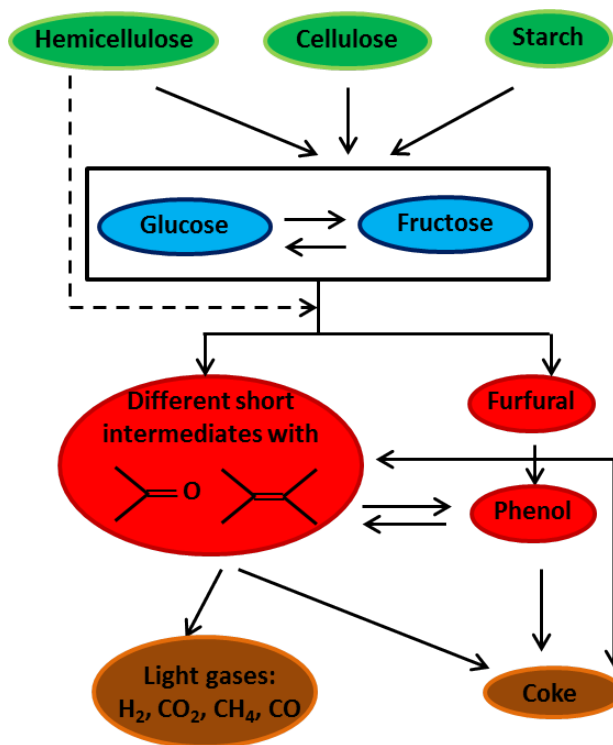 Hemicellulose
Cellulose
Starch
Glucose
Fructose
Different short
intermediates with
O
Furfural
Phenol
Light gases:
H₂, CO₂, CH₄, CO
Coke